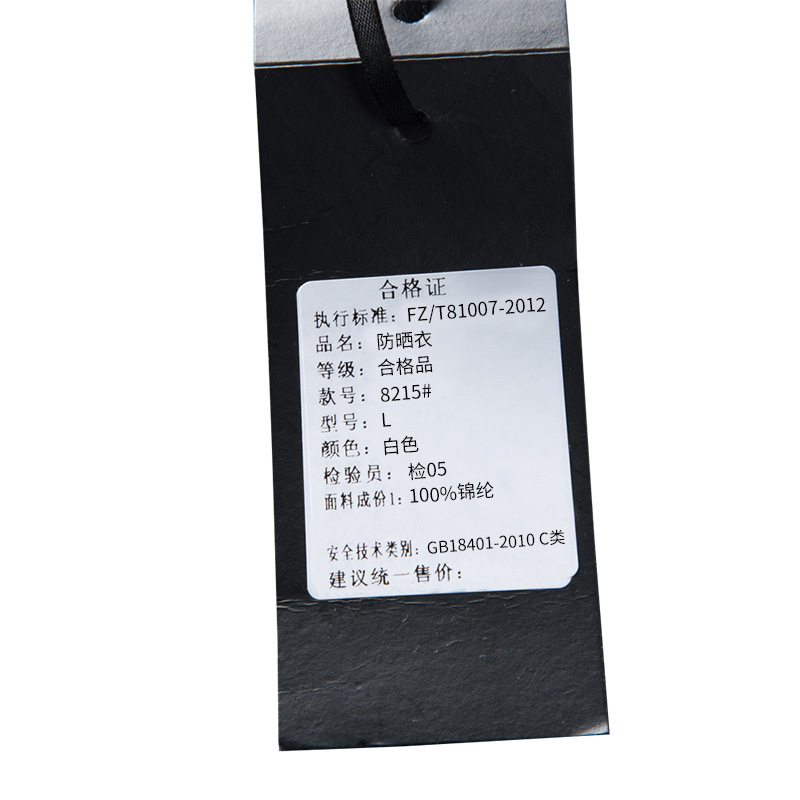 合格证
执行标准：FZ/T81007-2012
品名：防晒衣
等级：合格品
款号：8215#
型号：L
颜色：白色
检验员：检05
面料成份1：100%锦纶
安全技术类别：GB18401-2010 C类
建议统一售价：